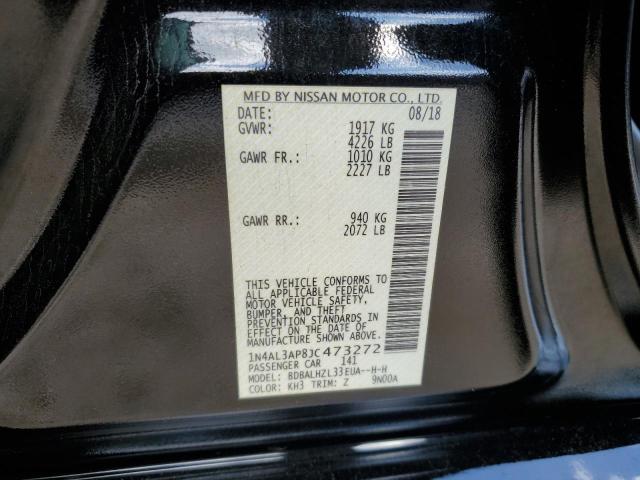 MFD BY NISSAN MOTOR CO., LTD.
DATE: 08/18
GVWR: 1917 KG
4226 LB
GAWR FR.: 1010 KG
2227 LB
GAWR RR.: 940 KG
2072 LB
THIS VEHICLE CONFORMS TO
ALL APPLICABLE FEDERAL
MOTOR VEHICLE SAFETY,
BUMPER, AND THEFT
PREVENTION STANDARDS IN
EFFECT ON THE DATE OF
MANUFACTURE SHOWN ABOVE.
1N4AL3AP8JC473272
PASSENGER CAR 141
MODEL: BDBALHZL33EUA--H-H
COLOR: KH3 TRIM: Z 9N00A